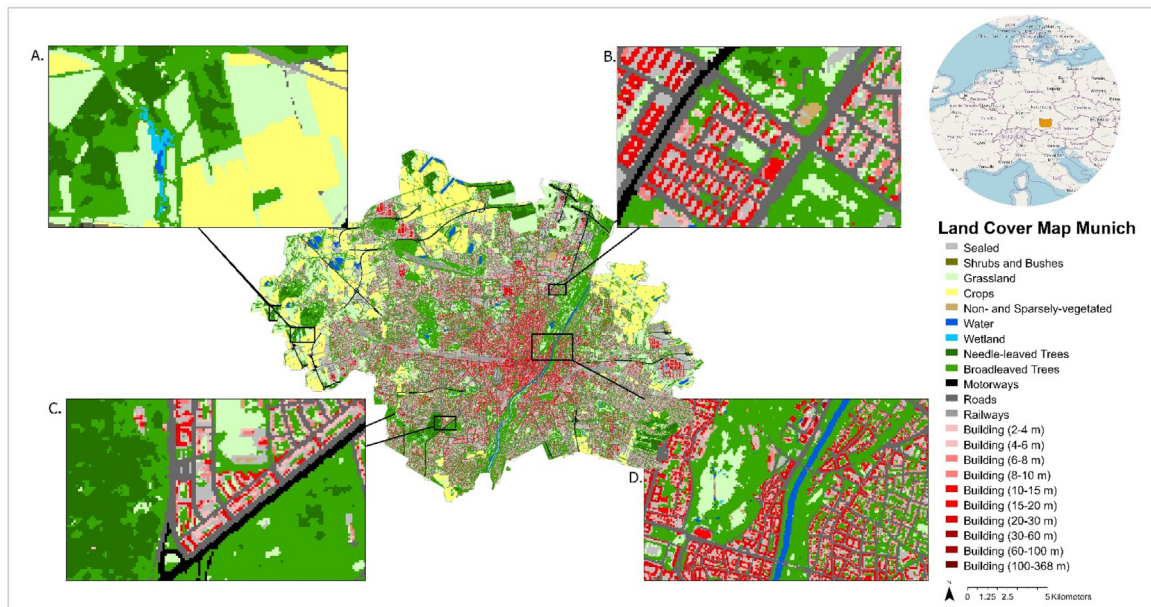 A.
B.
C.
D.
Land Cover Map Munich
Sealed
Shrubs and Bushes
Grassland
Crops
Non- and Sparsely-vegetated
Water
Wetland
Needle-leaved Trees
Broadleaved Trees
Motorways
Roads
Railways
Building (2-4 m)
Building (4-6 m)
Building (6-8 m)
Building (8-10 m)
Building (10-15 m)
Building (15-20 m)
Building (20-30 m)
Building (30-60 m)
Building (60-100 m)
Building (100-368 m)
N
0 1.25 2.5 5 Kilometers